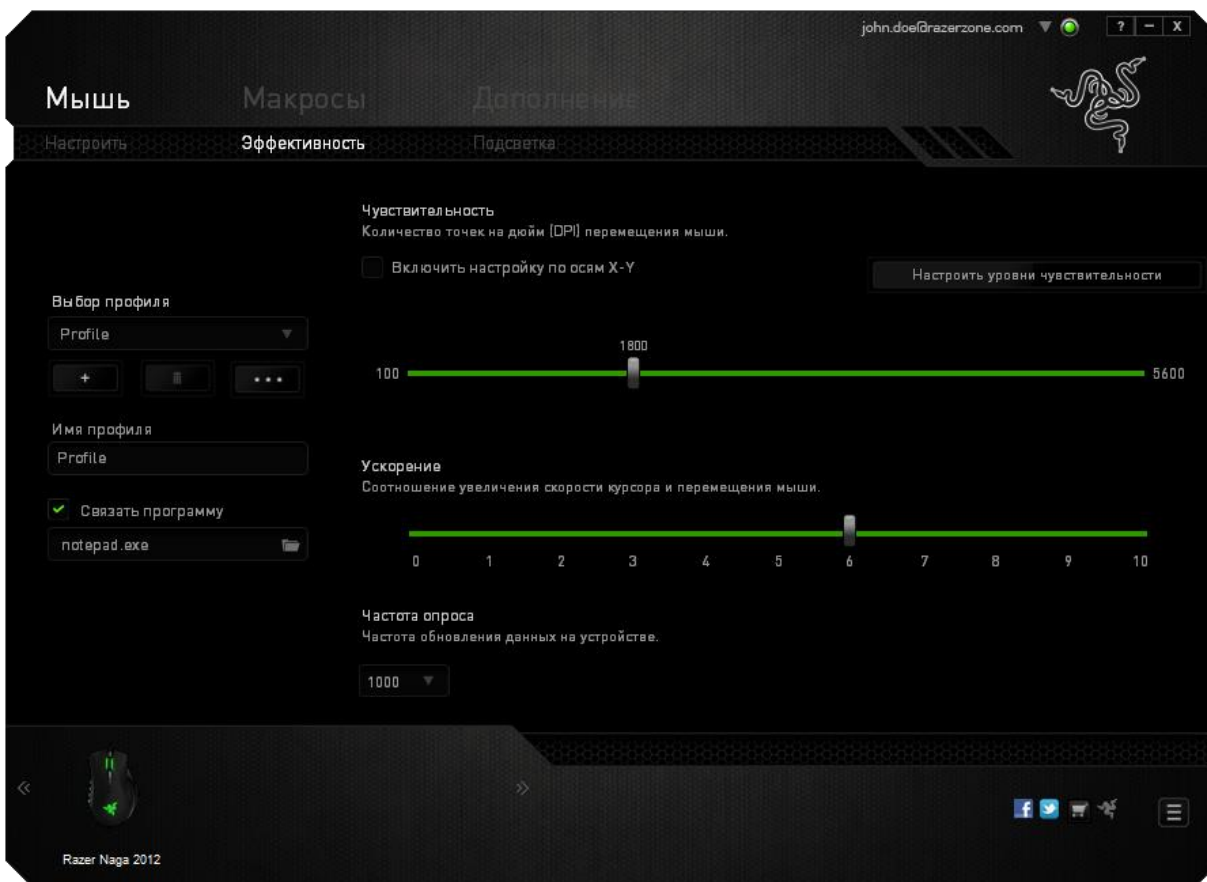 john.doe@razerzone.com
? – X
Мышь Макросы Дополнение
Настроить Эффективность Подсветка
Чувствительность
Количество точек на дюйм (DPI) перемещения мыши.
Включить настройку по осям X-Y
Настроить уровни чувствительности
Выбор профиля
Profile
1800
100 5600
+ •••
Имя профиля
Profile
Ускорение
Соотношение увеличения скорости курсора и перемещения мыши.
Связать программу
notepad.exe
0 1 2 3 4 5 6 7 8 9 10
Частота опроса
Частота обновления данных на устройстве.
1000
Razer Naga 2012